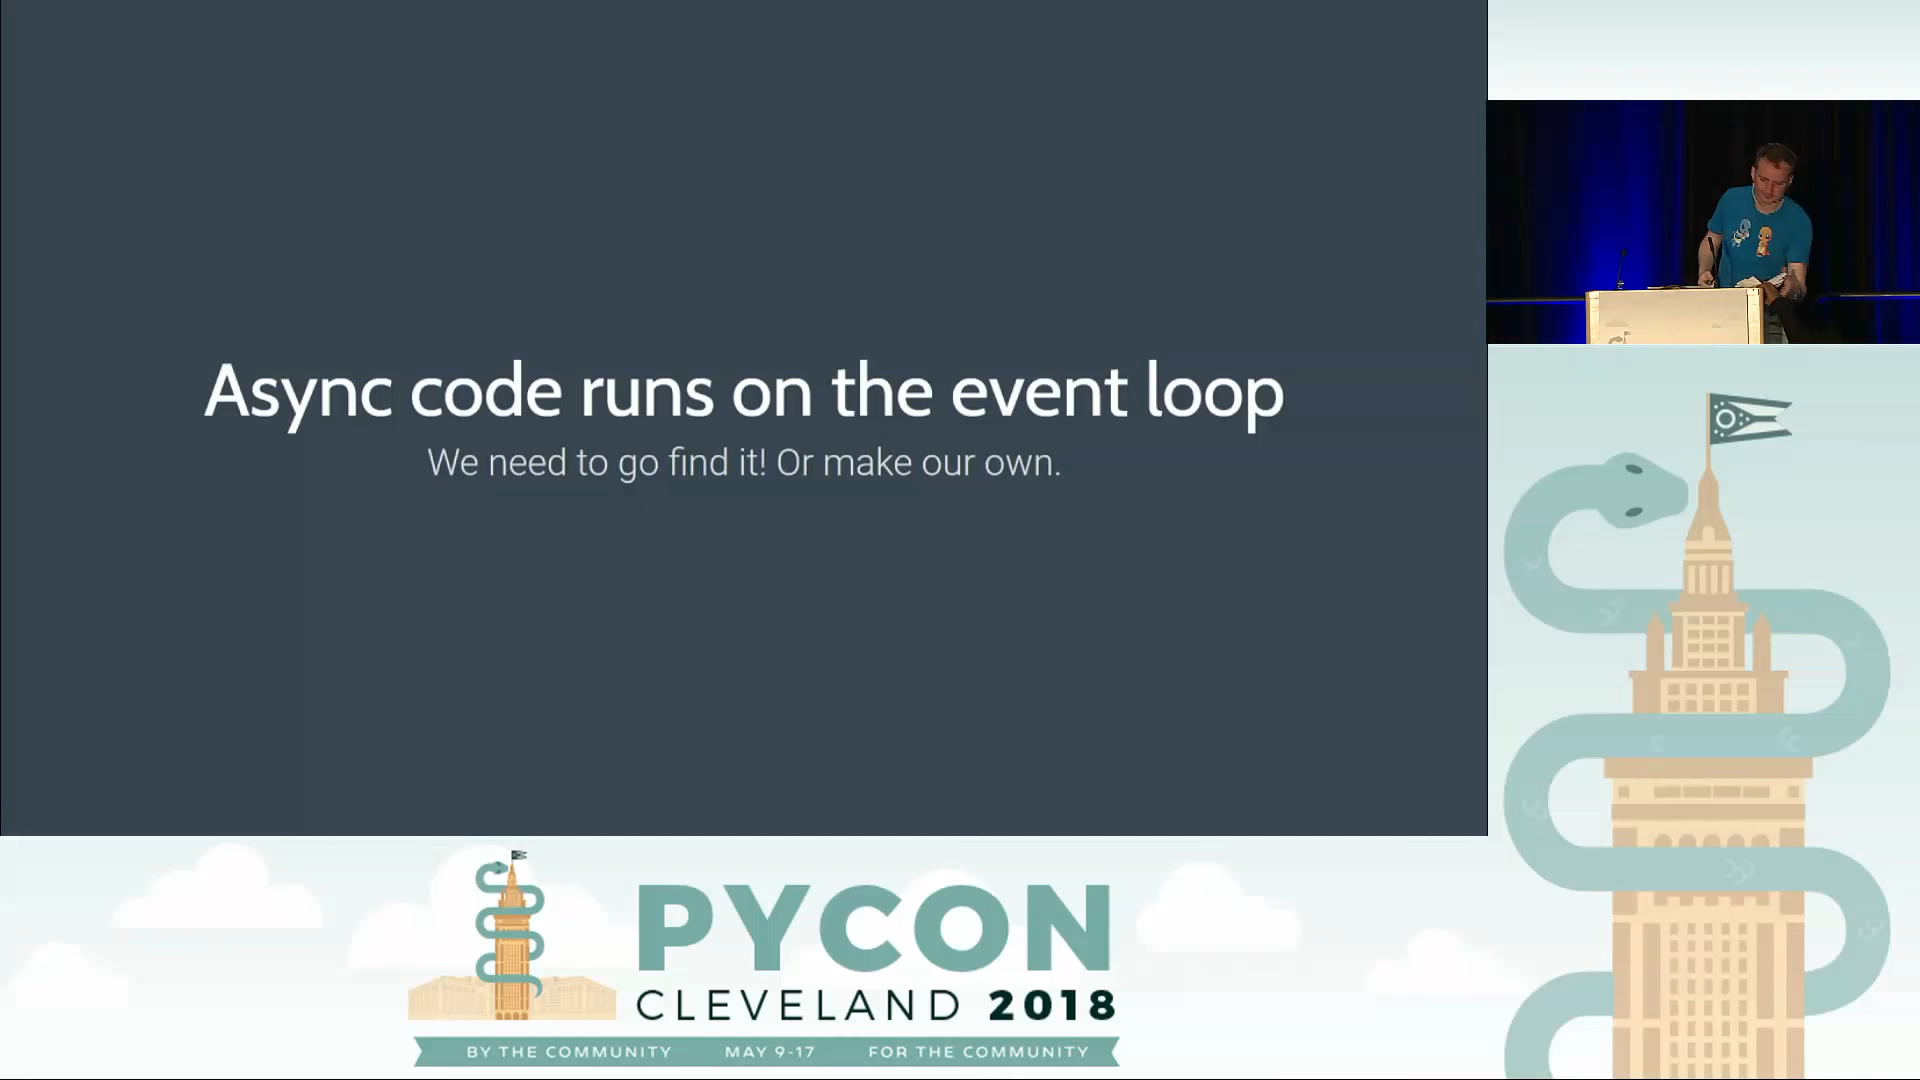 Async code runs on the event loop
We need to go find it! Or make our own.
PYCON
CLEVELAND 2018
BY THE COMMUNITY MAY 9-17 FOR THE COMMUNITY